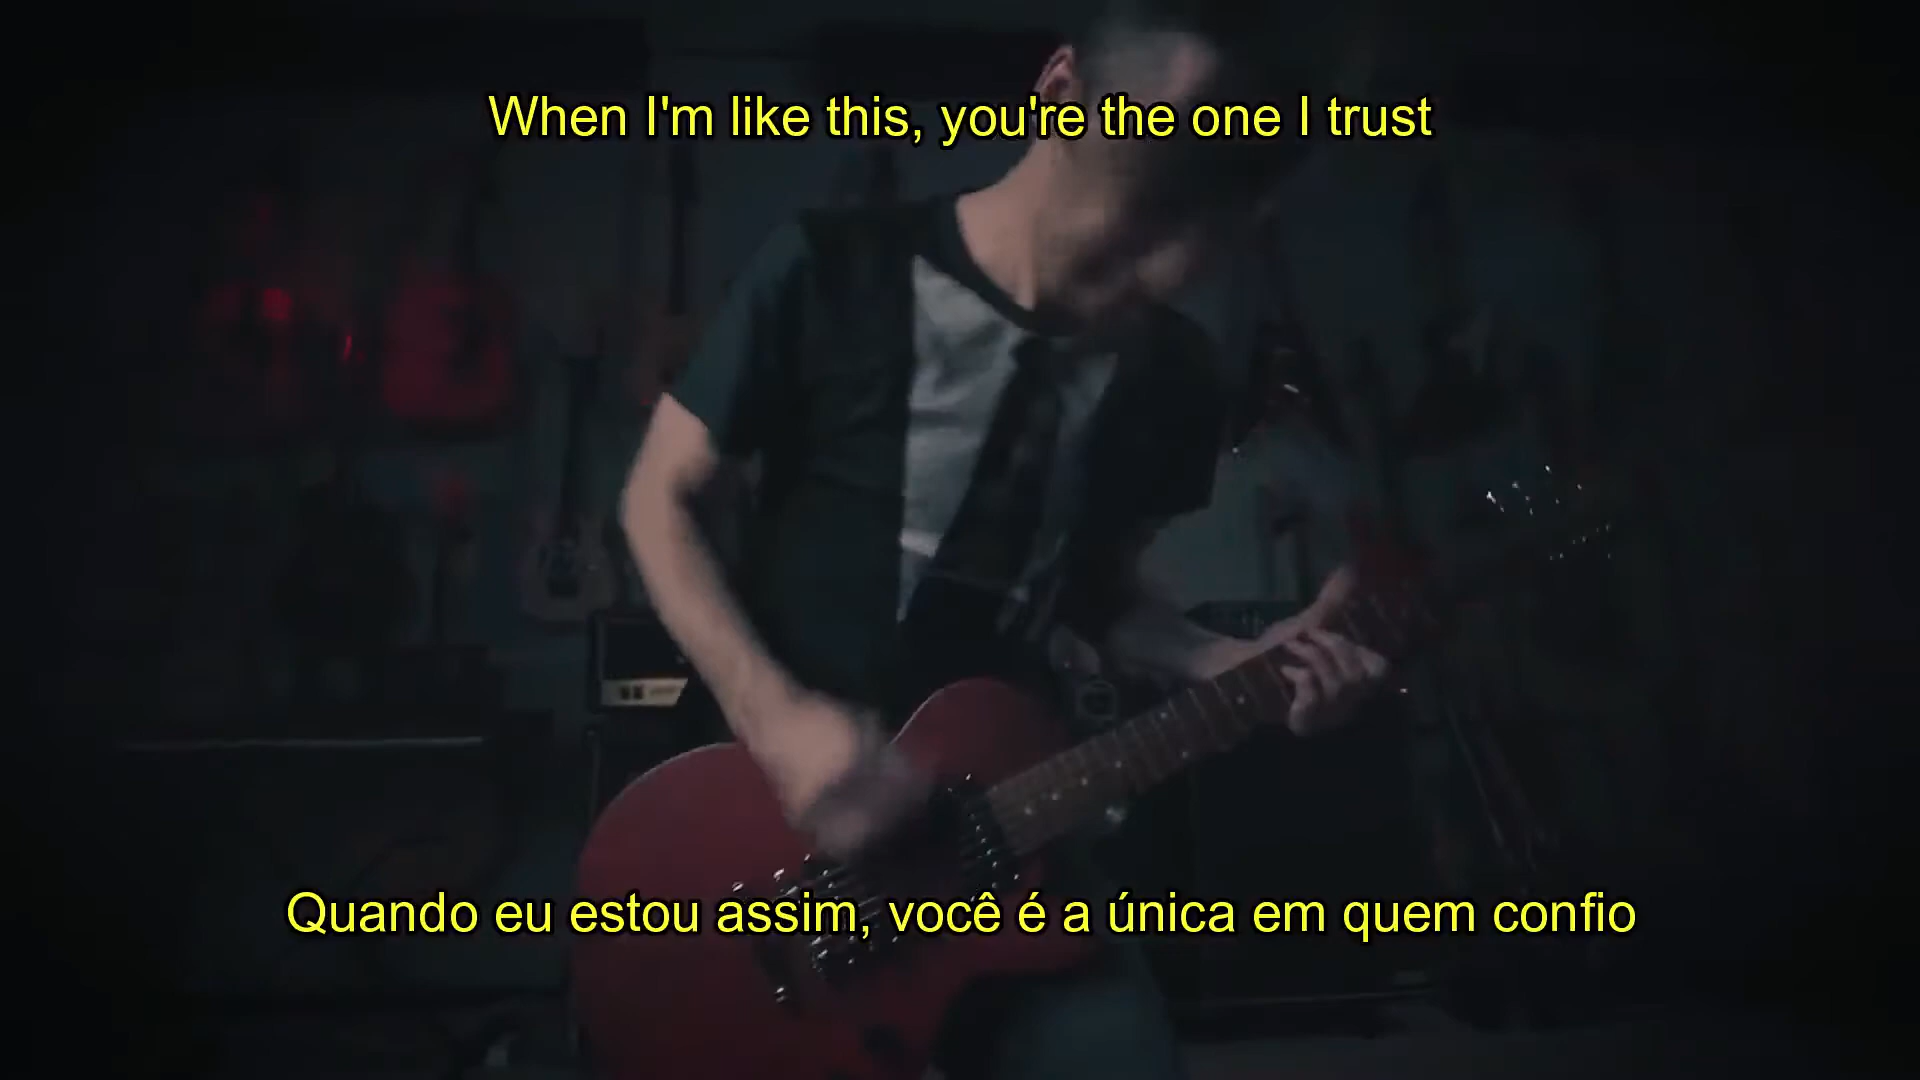 When I'm like this, you're the one I trust
Quando eu estou assim, você é a única em quem confio